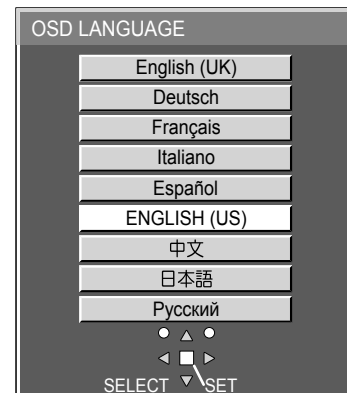 OSD LANGUAGE
English (UK)
Deutsch
Français
Italiano
Español
ENGLISH (US)
中文
日本語
Русский
SELECT SET